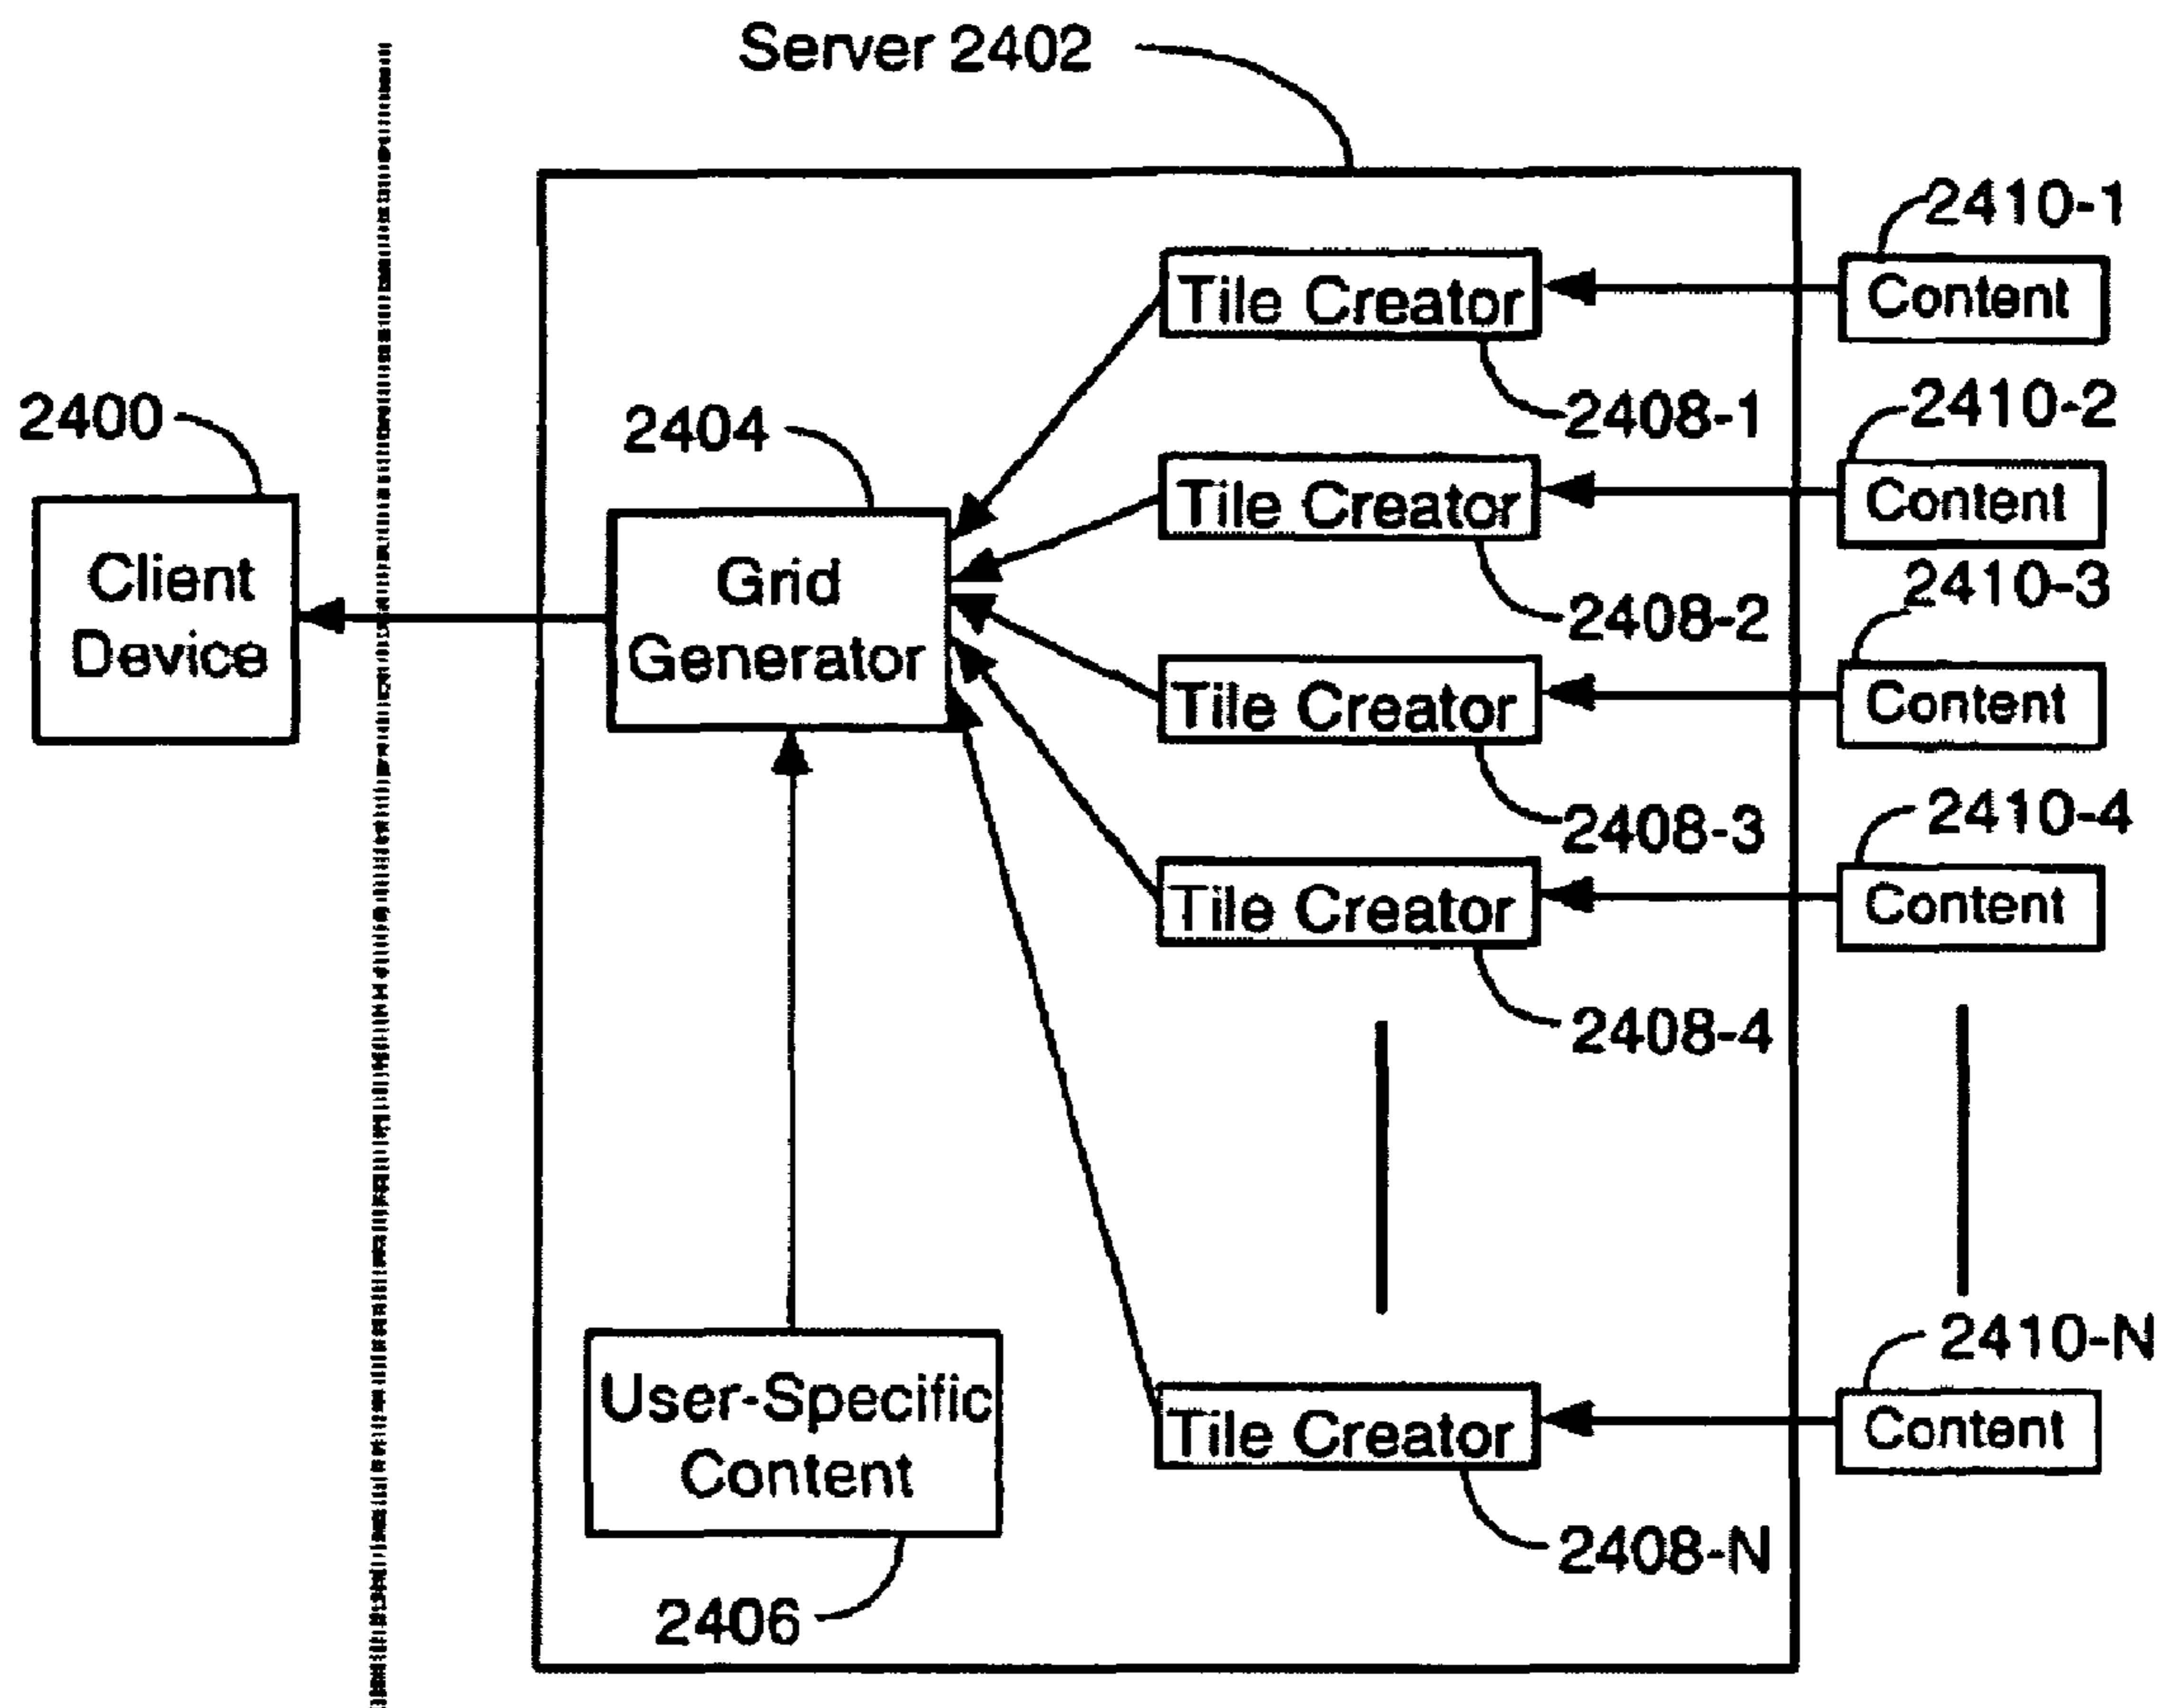 Server 2402
2410-1
Tile Creator
Content
2408-1
2410-2
2400
2404
Tile Creator
Content
2408-2
2410-3
Client
Device
Grid
Generator
Tile Creator
Content
2408-3
2410-4
Tile Creator
Content
2408-4
2410-N
User-Specific
Content
Tile Creator
Content
2408-N
2406